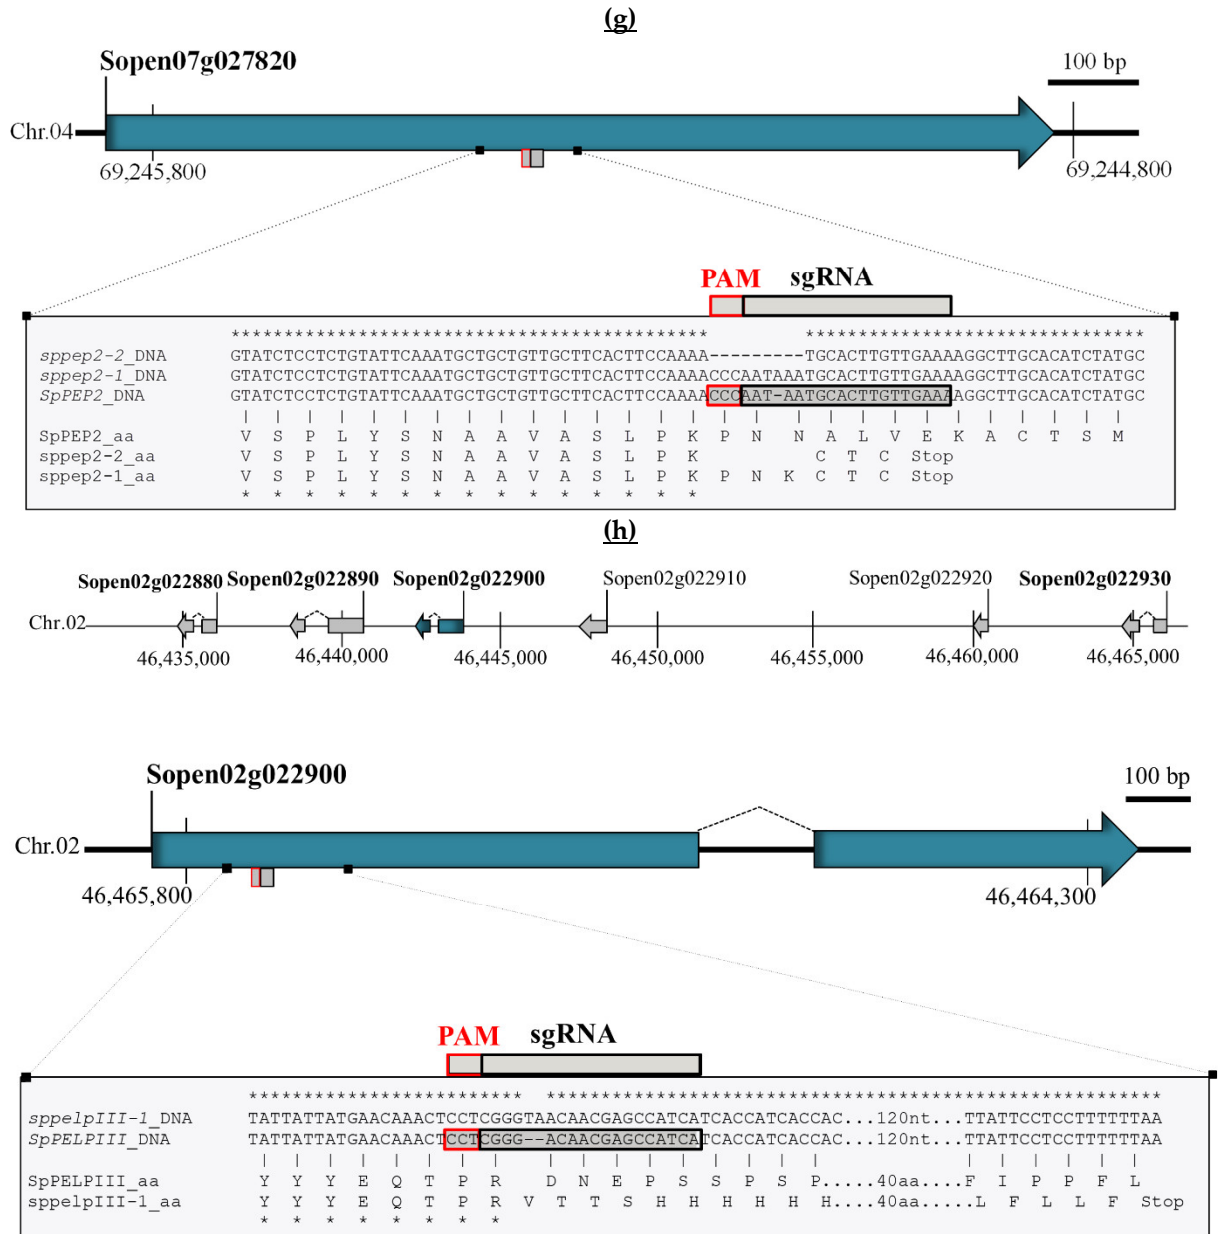 (g)
Sopen07g027820
100 bp
Chr.04
69,245,800
69,244,800
PAM sgRNA
************************************************* *******************************
sppep2-2_DNA GTATCTCCTCTGTATTCAAATGCTGCTGTTGCTTCACTTCCAAAA---------TGCACTTGTTGAAAAGGCTTGCACATCTATGC
sppep2-1_DNA GTATCTCCTCTGTATTCAAATGCTGCTGTTGCTTCACTTCCAAAACCCAATAAATGCACTTGTTGAAAAGGCTTGCACATCTATGC
SpPEP2_DNA GTATCTCCTCTGTATTCAAATGCTGCTGTTGCTTCACTTCCAAAACCCAAT-AATGCACTTGTTGAAAAGGCTTGCACATCTATGC
SpPEP2_aa V S P L Y S N A A V A S L P K P N N A L V E K A C T S M
sppep2-2_aa V S P L Y S N A A V A S L P K C T C Stop
sppep2-1_aa V S P L Y S N A A V A S L P K P N K C T C Stop
* * * * * * * * * * * * * * *
(h)
Sopen02g022880 Sopen02g022890 Sopen02g022900 Sopen02g022910 Sopen02g022920 Sopen02g022930
Chr.02
46,435,000 46,440,000 46,445,000 46,450,000 46,455,000 46,460,000 46,465,000
Sopen02g022900
100 bp
Chr.02
46,465,800
46,464,300
PAM sgRNA
************************* *********************************************************
sppelpIII-1_DNA TATTATTATGAACAAACTCCTCGGGTAACAACGAGCCATCATCACCATCACCAC...120nt...TTATTCCTCCTTTTTTAA
SpPELPIII_DNA TATTATTATGAACAAACTCCTCGGG--ACAACGAGCCATCATCACCATCACCAC...120nt...TTATTCCTCCTTTTTTAA
SpPELPIII_aa Y Y Y E Q T P R D N E P S S P S P.....40aa....F I P P F L
sppelpIII-1_aa Y Y Y E Q T P R V T T S H H H H H H....40aa....L F L L F Stop
* * * * * * * *